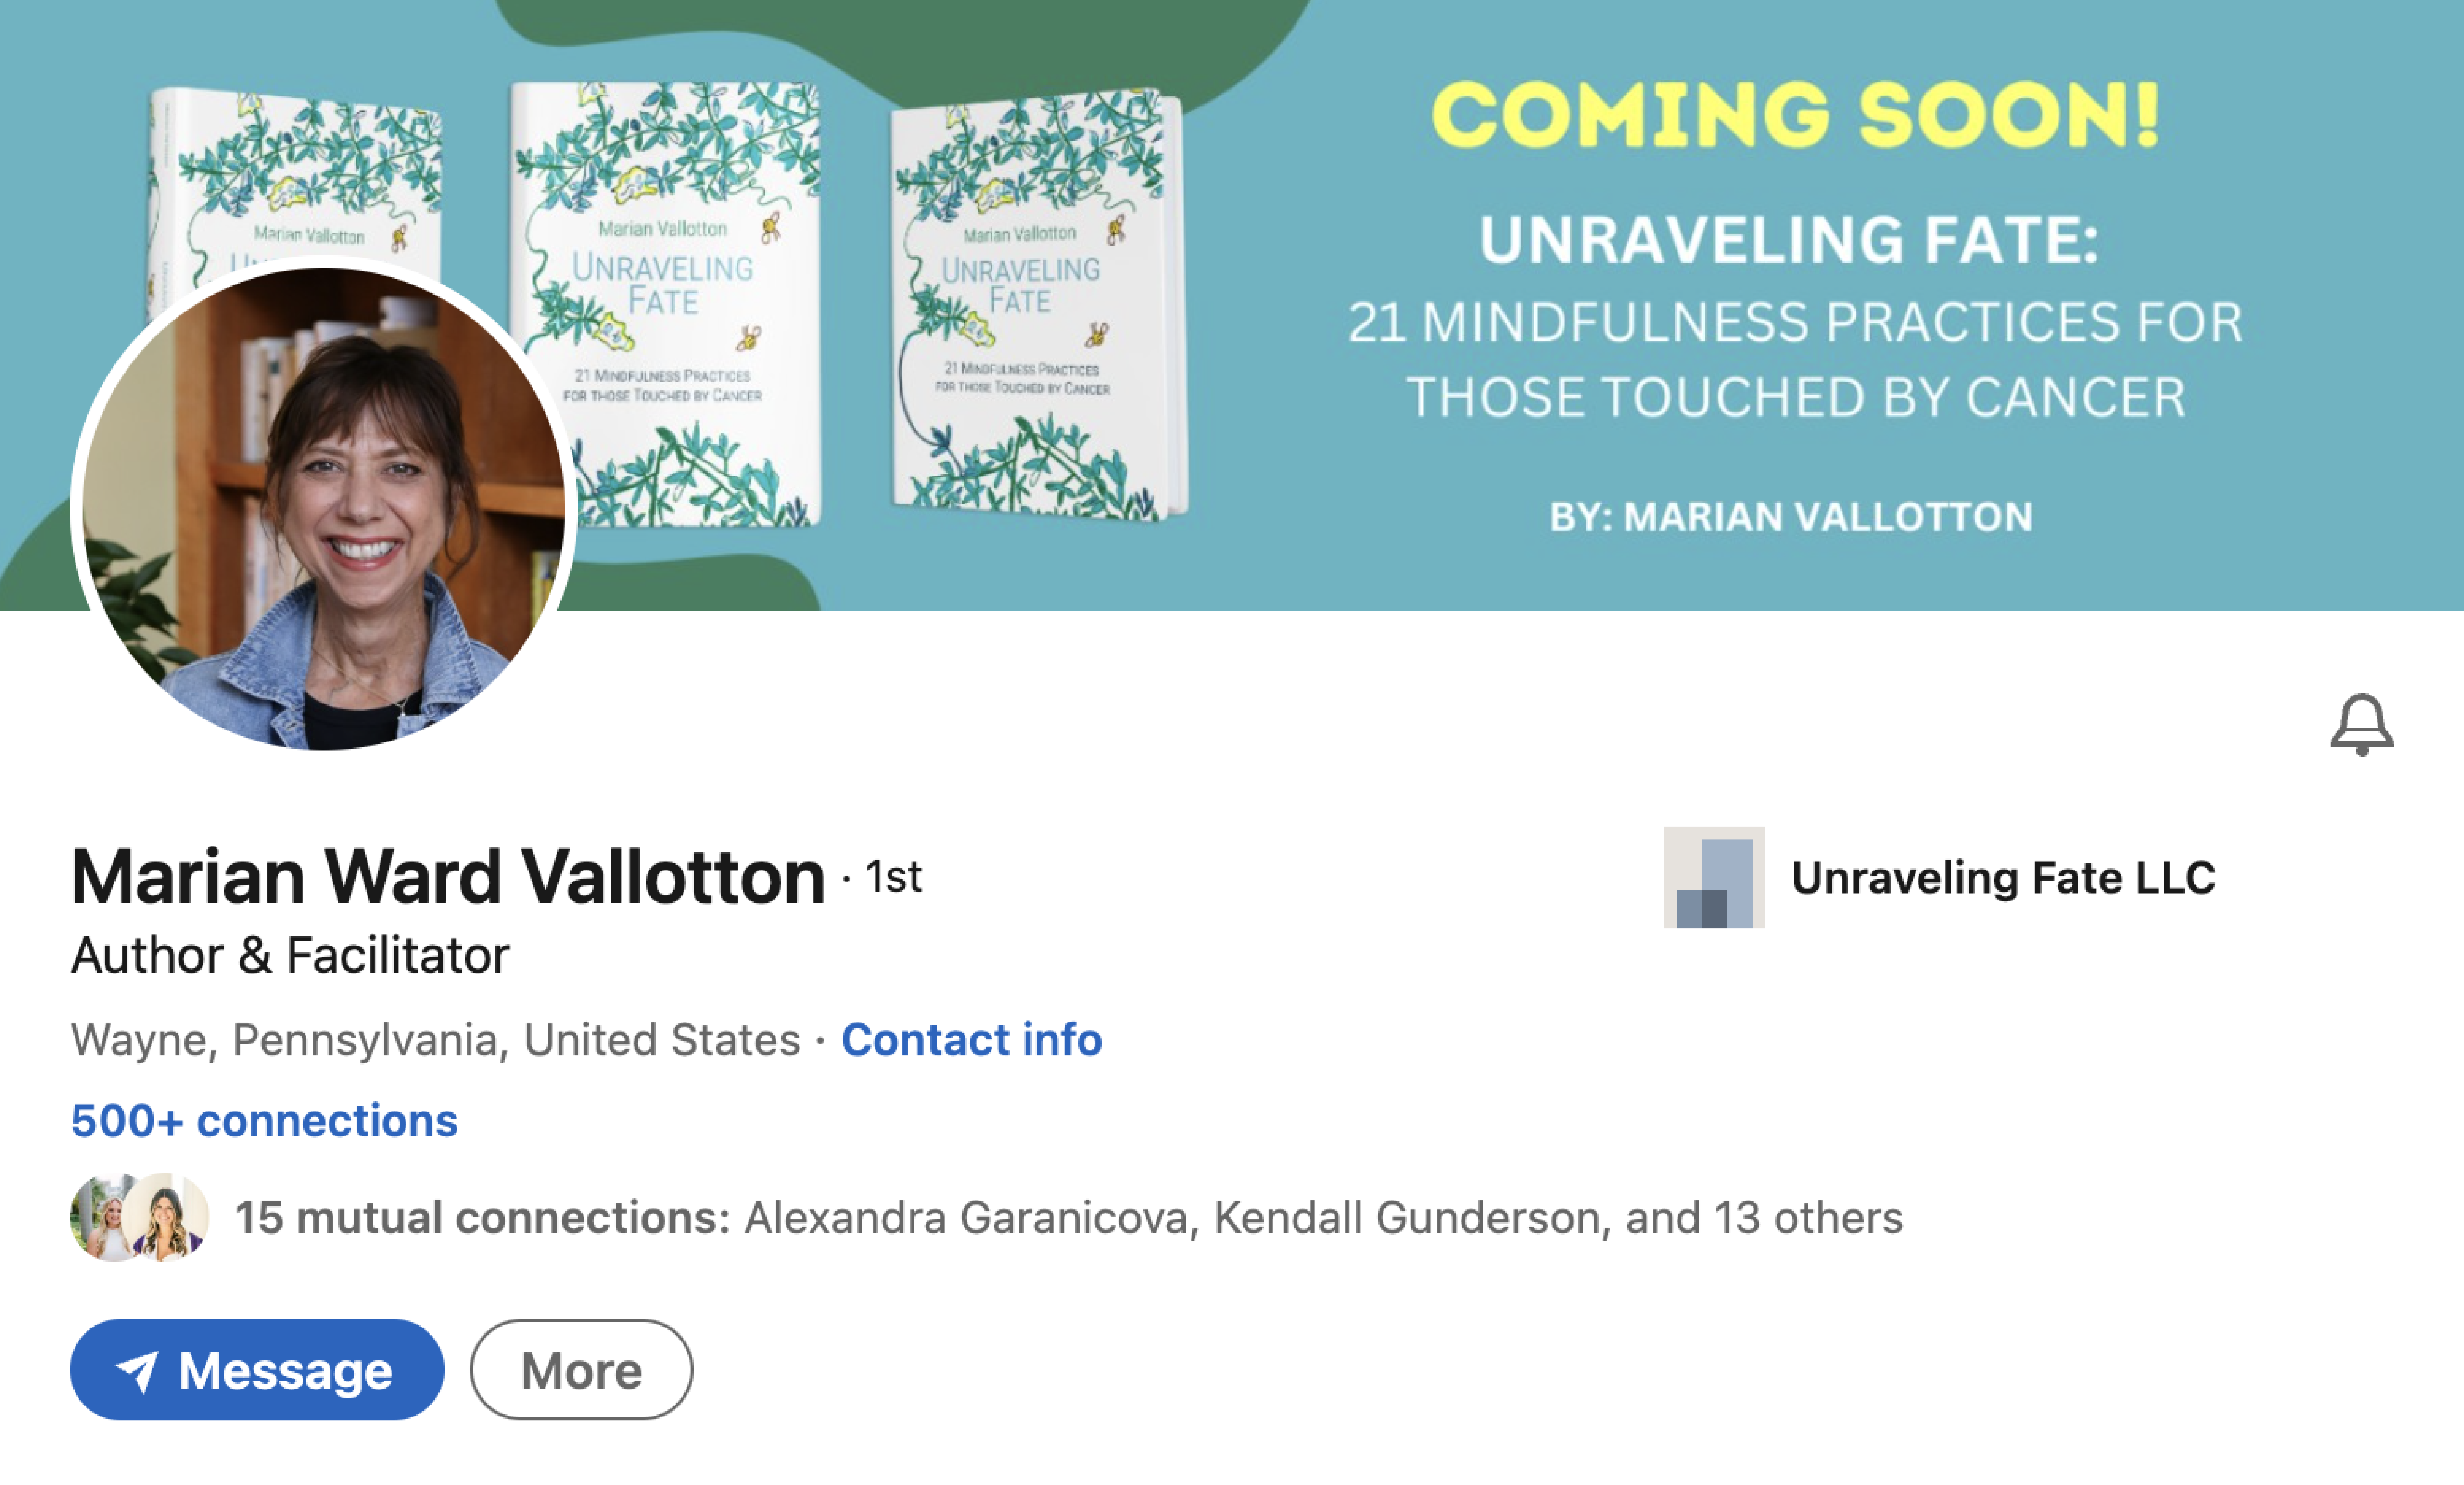 COMING SOON!
UNRAVELING FATE:
21 MINDFULNESS PRACTICES FOR
THOSE TOUCHED BY CANCER
BY: MARIAN VALLOTTON
Marian Vallotton
Marian Vallotton
UNRAVELING
FATE
21 MINDFULNESS PRACTICES
FOR THOSE TOUCHED BY CANCER
Marian Vallotton
UNRAVELING
FATE
21 MINDFULNESS PRACTICES
FOR THOSE TOUCHED BY CANCER
Marian Ward Vallotton · 1st
Unraveling Fate LLC
Author & Facilitator
Wayne, Pennsylvania, United States · Contact info
500+ connections
15 mutual connections: Alexandra Garanicova, Kendall Gunderson, and 13 others
Message
More